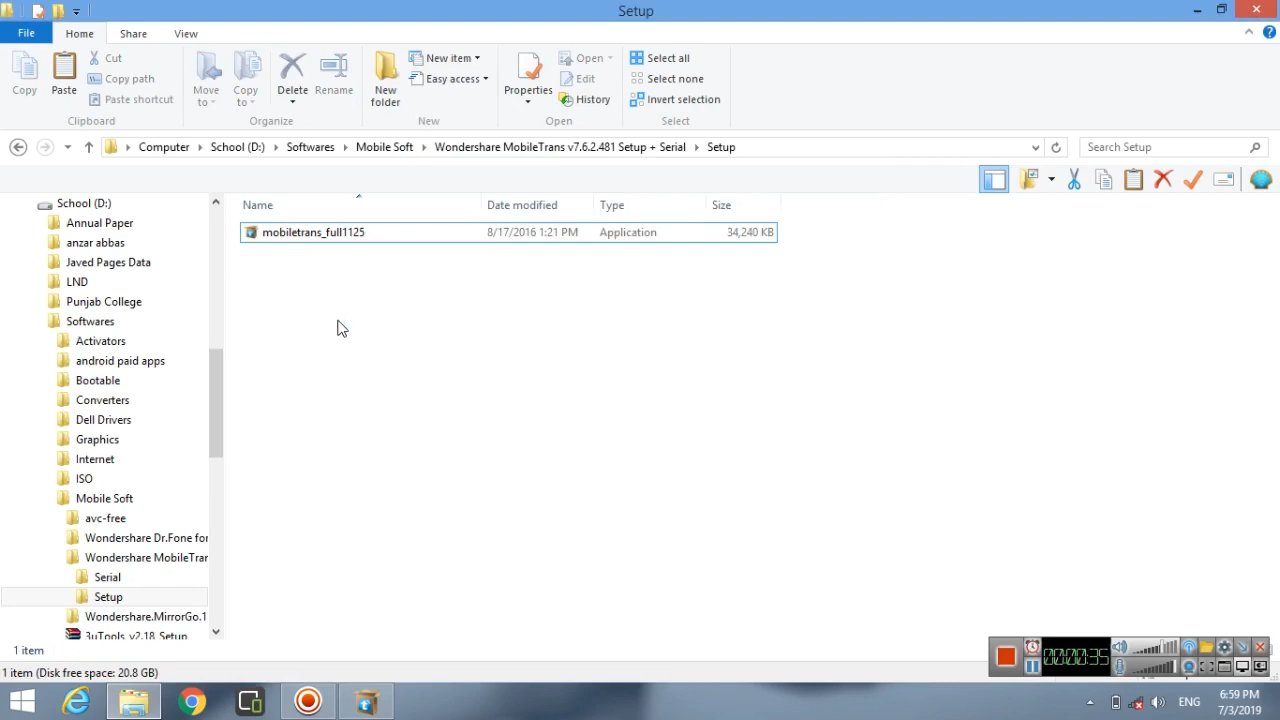 Setup
File
Home
Share
View
Copy
Paste
Cut
Copy path
Paste shortcut
Clipboard
Move
to
Copy
to
Delete
Rename
Organize
New
folder
New item
Easy access
New
Properties
Open
Edit
History
Open
Select all
Select none
Invert selection
Select
Computer
School (D:)
Softwares
Mobile Soft
Wondershare MobileTrans v7.6.2.481 Setup + Serial
Setup
Search Setup
School (D:)
Annual Paper
anzar abbas
Javed Pages Data
LND
Punjab College
Softwares
Activators
android paid apps
Bootable
Converters
Dell Drivers
Graphics
Internet
ISO
Mobile Soft
avc-free
Wondershare Dr.Fone for
Wondershare MobileTran
Serial
Setup
Wondershare.MirrorGo.1
3uTools_v2.18_Setup
Name
Date modified
Type
Size
mobiletrans_full1125
8/17/2016 1:21 PM
Application
34,240 KB
1 item
1 item (Disk free space: 20.8 GB)
00:00:35
ENG
6:59 PM
7/3/2019